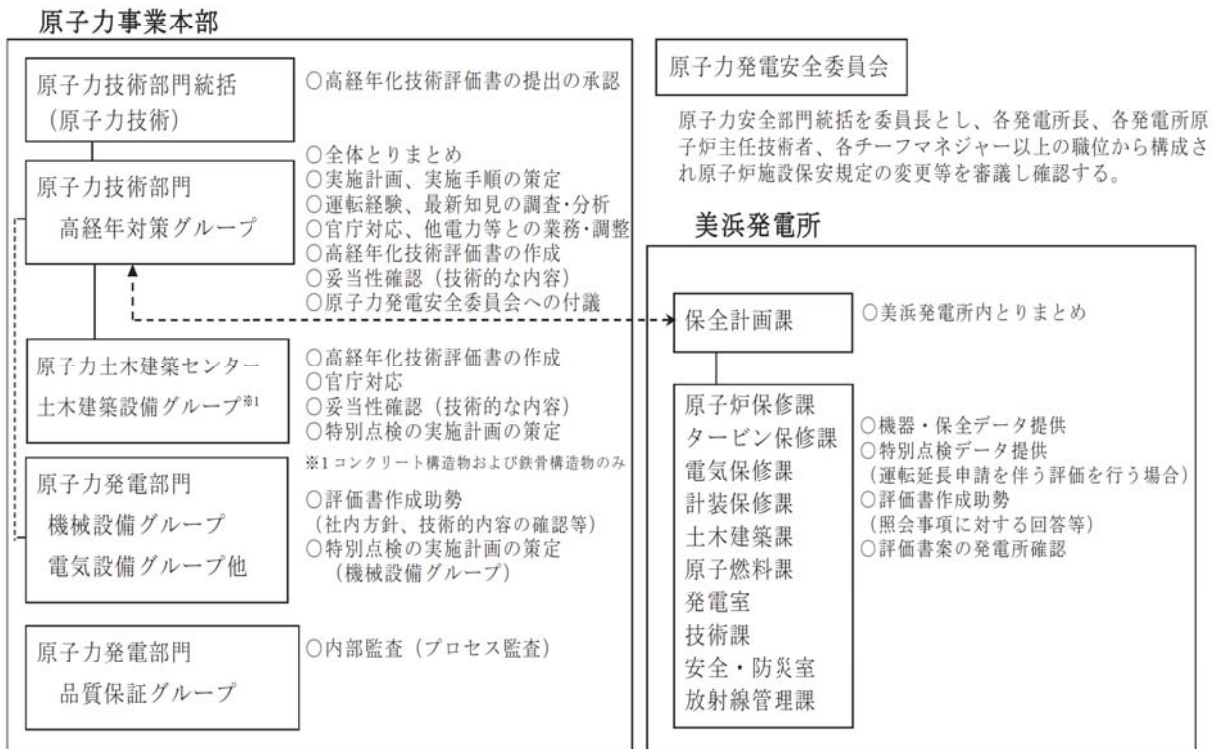 原子力事業本部
原子力技術部門統括
（原子力技術）
○高経年化技術評価書の提出の承認
原子力技術部門
高経年対策グループ
○全体とりまとめ
○実施計画、実施手順の策定
○運転経験、最新知見の調査・分析
○官庁対応、他電力等との業務・調整
○高経年化技術評価書の作成
○妥当性確認（技術的な内容）
○原子力発電安全委員会への付議
原子力土木建築センター
土木建築設備グループ※1
○高経年化技術評価書の作成
○官庁対応
○妥当性確認（技術的な内容）
○特別点検の実施計画の策定
※1 コンクリート構造物および鉄骨構造物のみ
原子力発電部門
機械設備グループ
電気設備グループ他
○評価書作成助勢
（社内方針、技術的内容の確認等）
○特別点検の実施計画の策定
（機械設備グループ）
原子力発電部門
品質保証グループ
○内部監査（プロセス監査）
原子力発電安全委員会
原子力安全部門統括を委員長とし、各発電所長、各発電所原
子炉主任技術者、各チーフマネジャー以上の職位から構成さ
れ原子炉施設保安規定の変更等を審議し確認する。
美浜発電所
保全計画課
○美浜発電所内とりまとめ
原子炉保修課
タービン保修課
電気保修課
計装保修課
土木建築課
原子燃料課
発電室
技術課
安全・防災室
放射線管理課
○機器・保全データ提供
○特別点検データ提供
（運転延長申請を伴う評価を行う場合）
○評価書作成助勢
（照会事項に対する回答等）
○評価書案の発電所確認